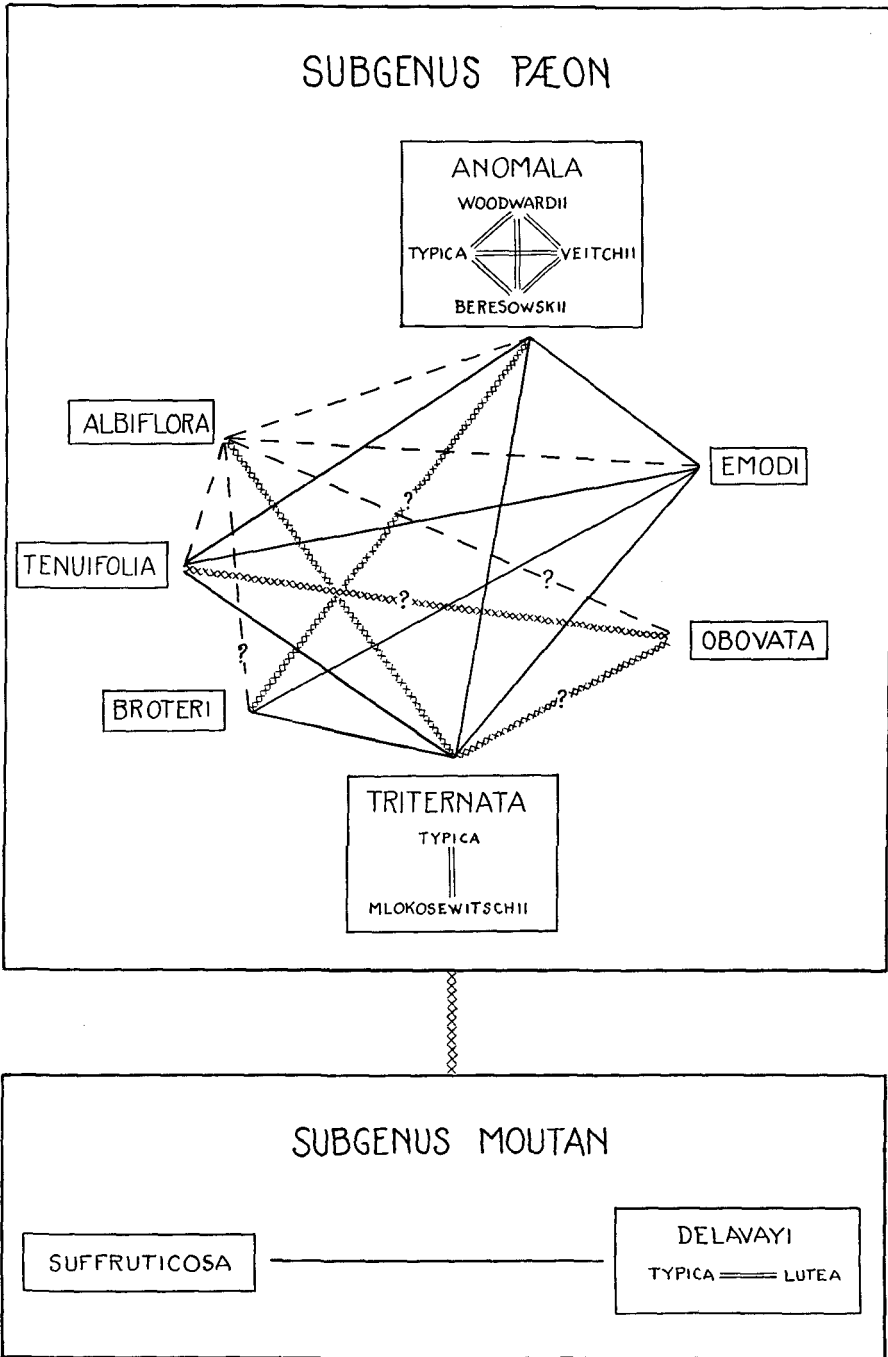 SUBGENUS PÆON
ANOMALA
WOODWARDII
TYPICA VEITCHII
BERESOWSKII
ALBIFLORA
EMODI
?
TENUIFOLIA
?
?
OBOVATA
?
BROTERI
?
TRITERNATA
TYPICA
MLOKOSEWITSCHII
SUBGENUS MOUTAN
SUFFRUTICOSA
DELAVAYI
TYPICA LUTEA